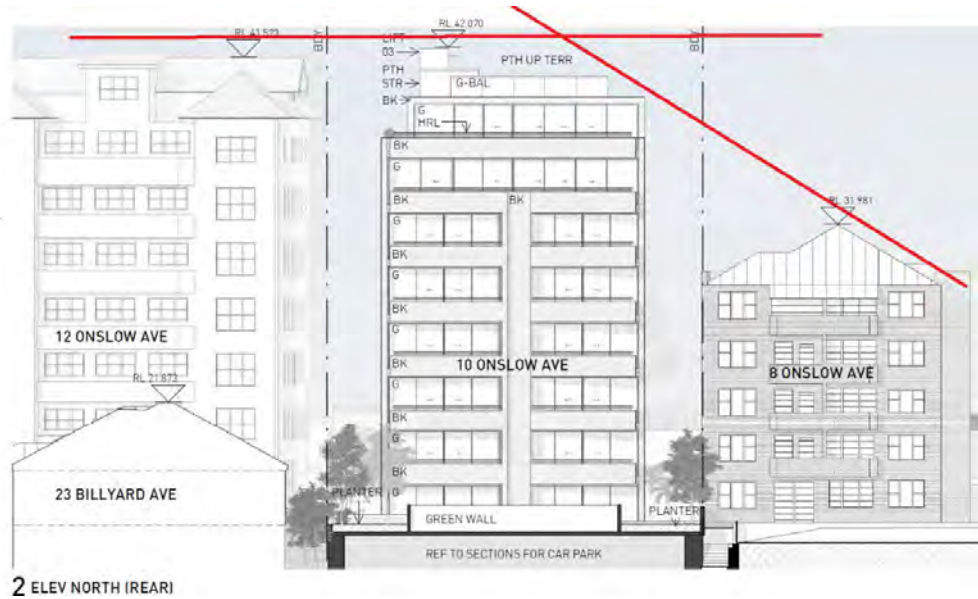 RL 42.070
RL 41.523
BDY
BDY
LIFT
03
PTH UP TERR
PTH
STR
G-BAL
BK
G
HRL
BK
G
BK
BK
G
BK
G
BK
G
BK
G
BK
G
BK
G
RL 31.981
12 ONSLOW AVE
10 ONSLOW AVE
8 ONSLOW AVE
RL 21.873
23 BILLYARD AVE
PLANTER
PLANTER
GREEN WALL
REF TO SECTIONS FOR CAR PARK
2 ELEV NORTH (REAR)